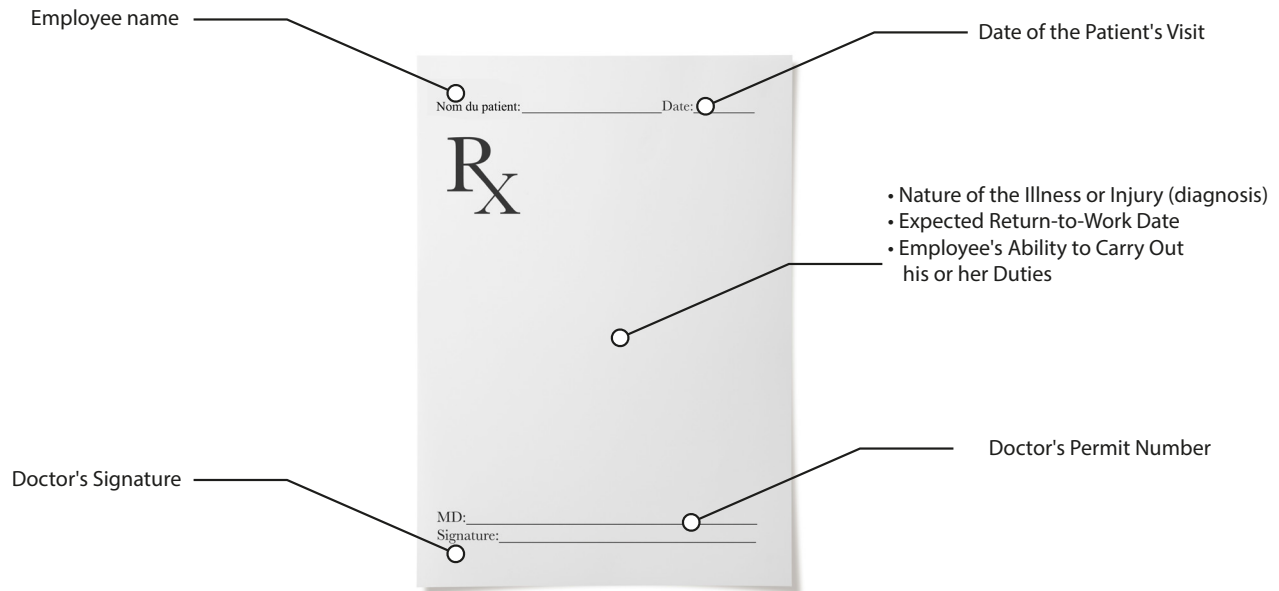 Employee name
Date of the Patient's Visit
Nom du patient: Date:
Rx
• Nature of the Illness or Injury (diagnosis)
• Expected Return-to-Work Date
• Employee's Ability to Carry Out
his or her Duties
Doctor's Permit Number
Doctor's Signature
MD:
Signature: